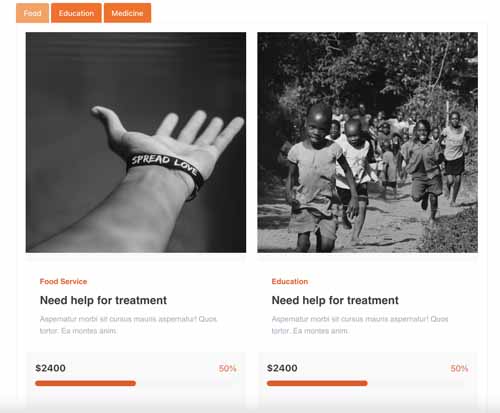 Food
Education
Medicine
SPREAD LOVE
Food Service
Need help for treatment
Aspernatur morbi sit cursus mauris aspernatur! Quos
tortor. Ea montes anim.
$2400
50%
Education
Need help for treatment
Aspernatur morbi sit cursus mauris aspernatur! Quos
tortor. Ea montes anim.
$2400
50%